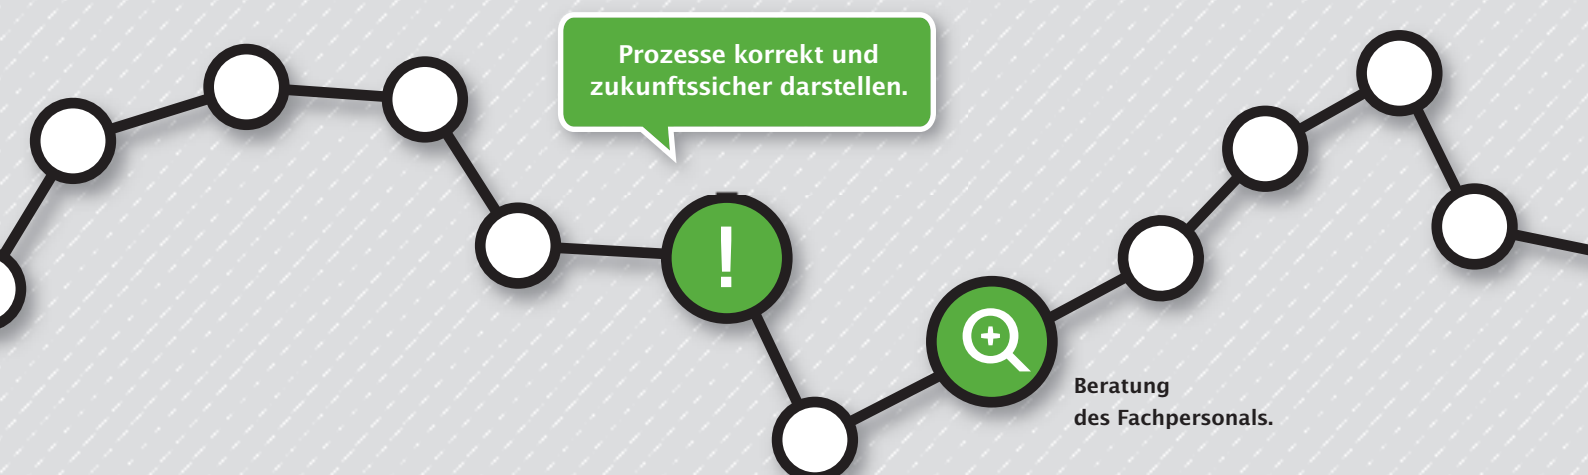 Prozesse korrekt und
zukunftssicher darstellen.
!
Beratung
des Fachpersonals.